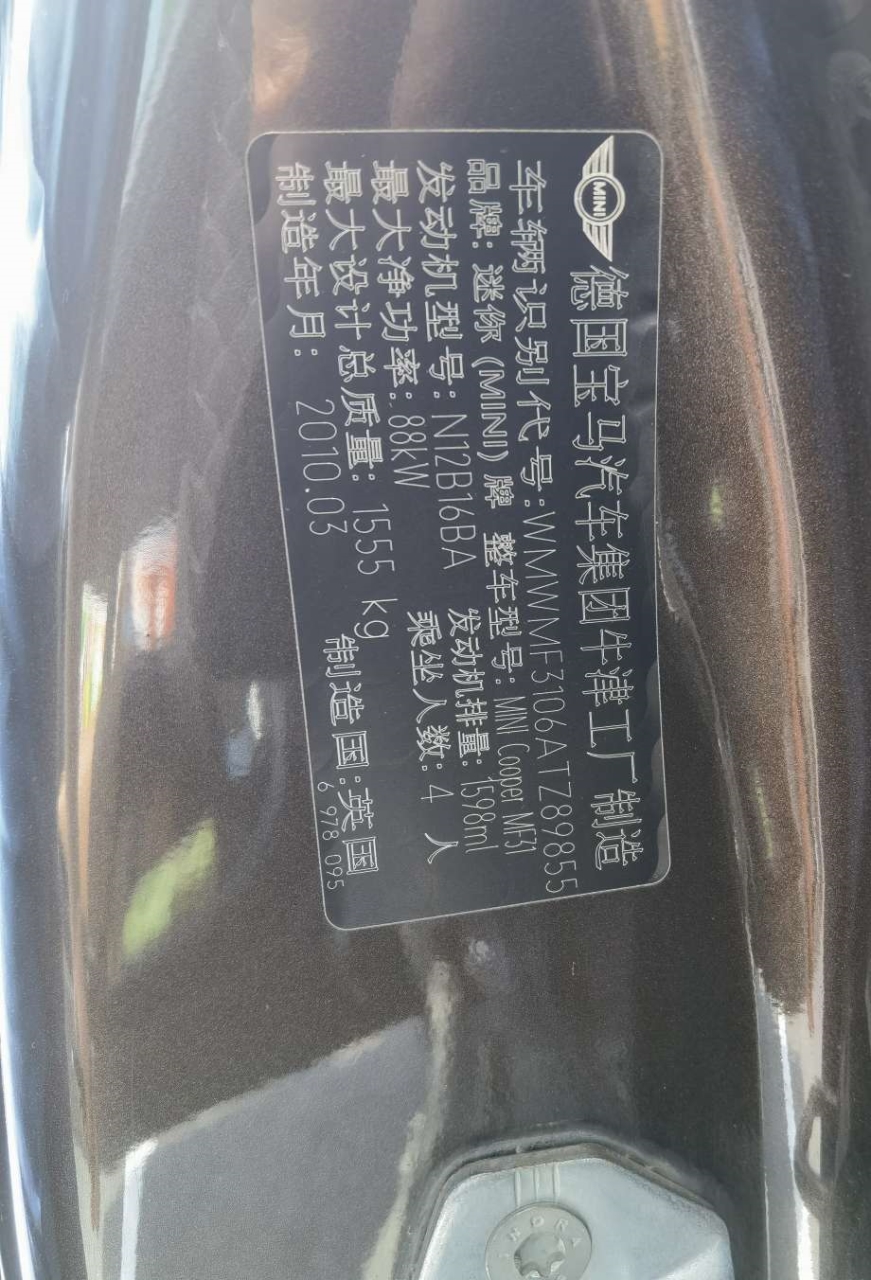 MINI
德国宝马汽车集团牛津工厂制造
车辆识别代号:WMWMF3106ATZ89855
品牌: 迷你(MINI)牌 整车型号: MINI Cooper MF31
发动机型号: N12B16BA 发动机排量: 1598ml
最大净功率: 88kW 乘坐人数: 4 人
最大设计总质量: 1555 kg
制造年月: 2010.03 制造国:英国
6 978 095